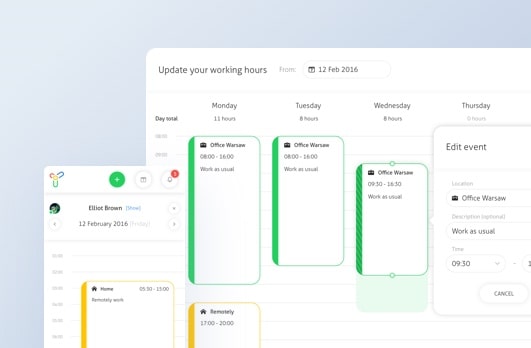 Update your working hours From: 12 Feb 2016
Monday Tuesday Wednesday Thursday
Day total 11 hours 8 hours 8 hours 0 hours
08:00
09:00
Office Warsaw
08:00 - 16:00
Work as usual
Office Warsaw
08:00 - 16:00
Work as usual
Office Warsaw
09:30 - 16:30
Work as usual
Remotely
17:00 - 20:00
Edit event
Location
Office Warsaw
Description (optional)
Work as usual
Time
09:30 - 1
CANCEL
Elliot Brown
12 February 2016 (friday)
Home 05:30 - 15:00
Remotely work